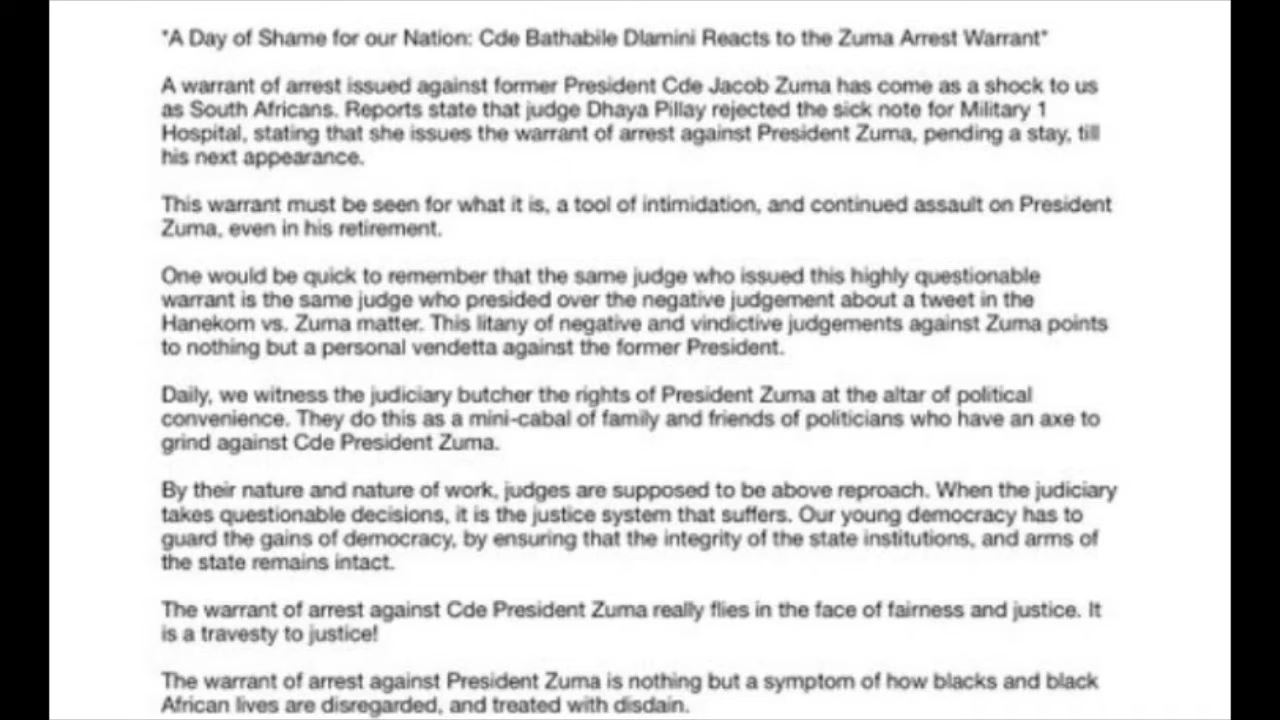 *A Day of Shame for our Nation: Cde Bathabile Dlamini Reacts to the Zuma Arrest Warrant*
A warrant of arrest issued against former President Cde Jacob Zuma has come as a shock to us
as South Africans. Reports state that judge Dhaya Pillay rejected the sick note for Military 1
Hospital, stating that she issues the warrant of arrest against President Zuma, pending a stay, till
his next appearance.
This warrant must be seen for what it is, a tool of intimidation, and continued assault on President
Zuma, even in his retirement.
One would be quick to remember that the same judge who issued this highly questionable
warrant is the same judge who presided over the negative judgement about a tweet in the
Hanekom vs. Zuma matter. This litany of negative and vindictive judgements against Zuma points
to nothing but a personal vendetta against the former President.
Daily, we witness the judiciary butcher the rights of President Zuma at the altar of political
convenience. They do this as a mini-cabal of family and friends of politicians who have an axe to
grind against Cde President Zuma.
By their nature and nature of work, judges are supposed to be above reproach. When the judiciary
takes questionable decisions, it is the justice system that suffers. Our young democracy has to
guard the gains of democracy, by ensuring that the integrity of the state institutions, and arms of
the state remains intact.
The warrant of arrest against Cde President Zuma really flies in the face of fairness and justice. It
is a travesty to justice!
The warrant of arrest against President Zuma is nothing but a symptom of how blacks and black
African lives are disregarded, and treated with disdain.